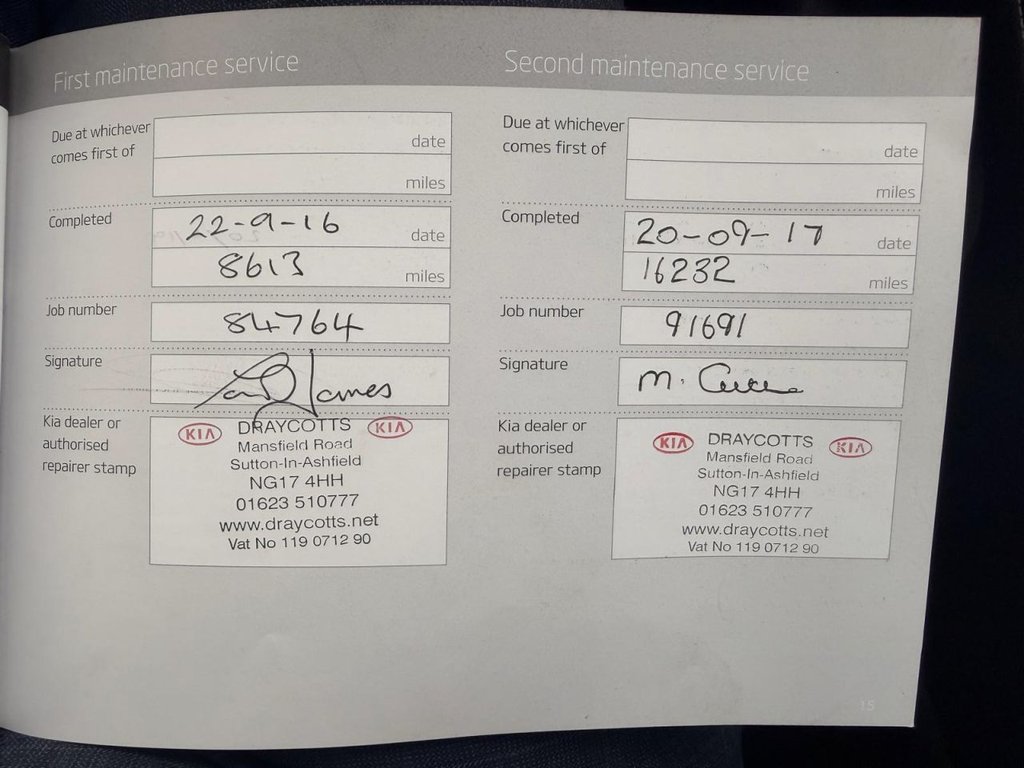 First maintenance service
Due at whichever
comes first of
date
miles
Completed
22-9-16 date
8613 miles
Job number
84764
Signature
James
Kia dealer or
authorised
repairer stamp
KIA DRAYCOTTS KIA
Mansfield Road
Sutton-In-Ashfield
NG17 4HH
01623 510777
www.draycotts.net
Vat No 119 0712 90
Second maintenance service
Due at whichever
comes first of
date
miles
Completed
20-09-17 date
16232 miles
Job number
91691
Signature
M.
Kia dealer or
authorised
repairer stamp
KIA DRAYCOTTS KIA
Mansfield Road
Sutton-In-Ashfield
NG17 4HH
01623 510777
www.draycotts.net
Vat No 119 0712 90
15